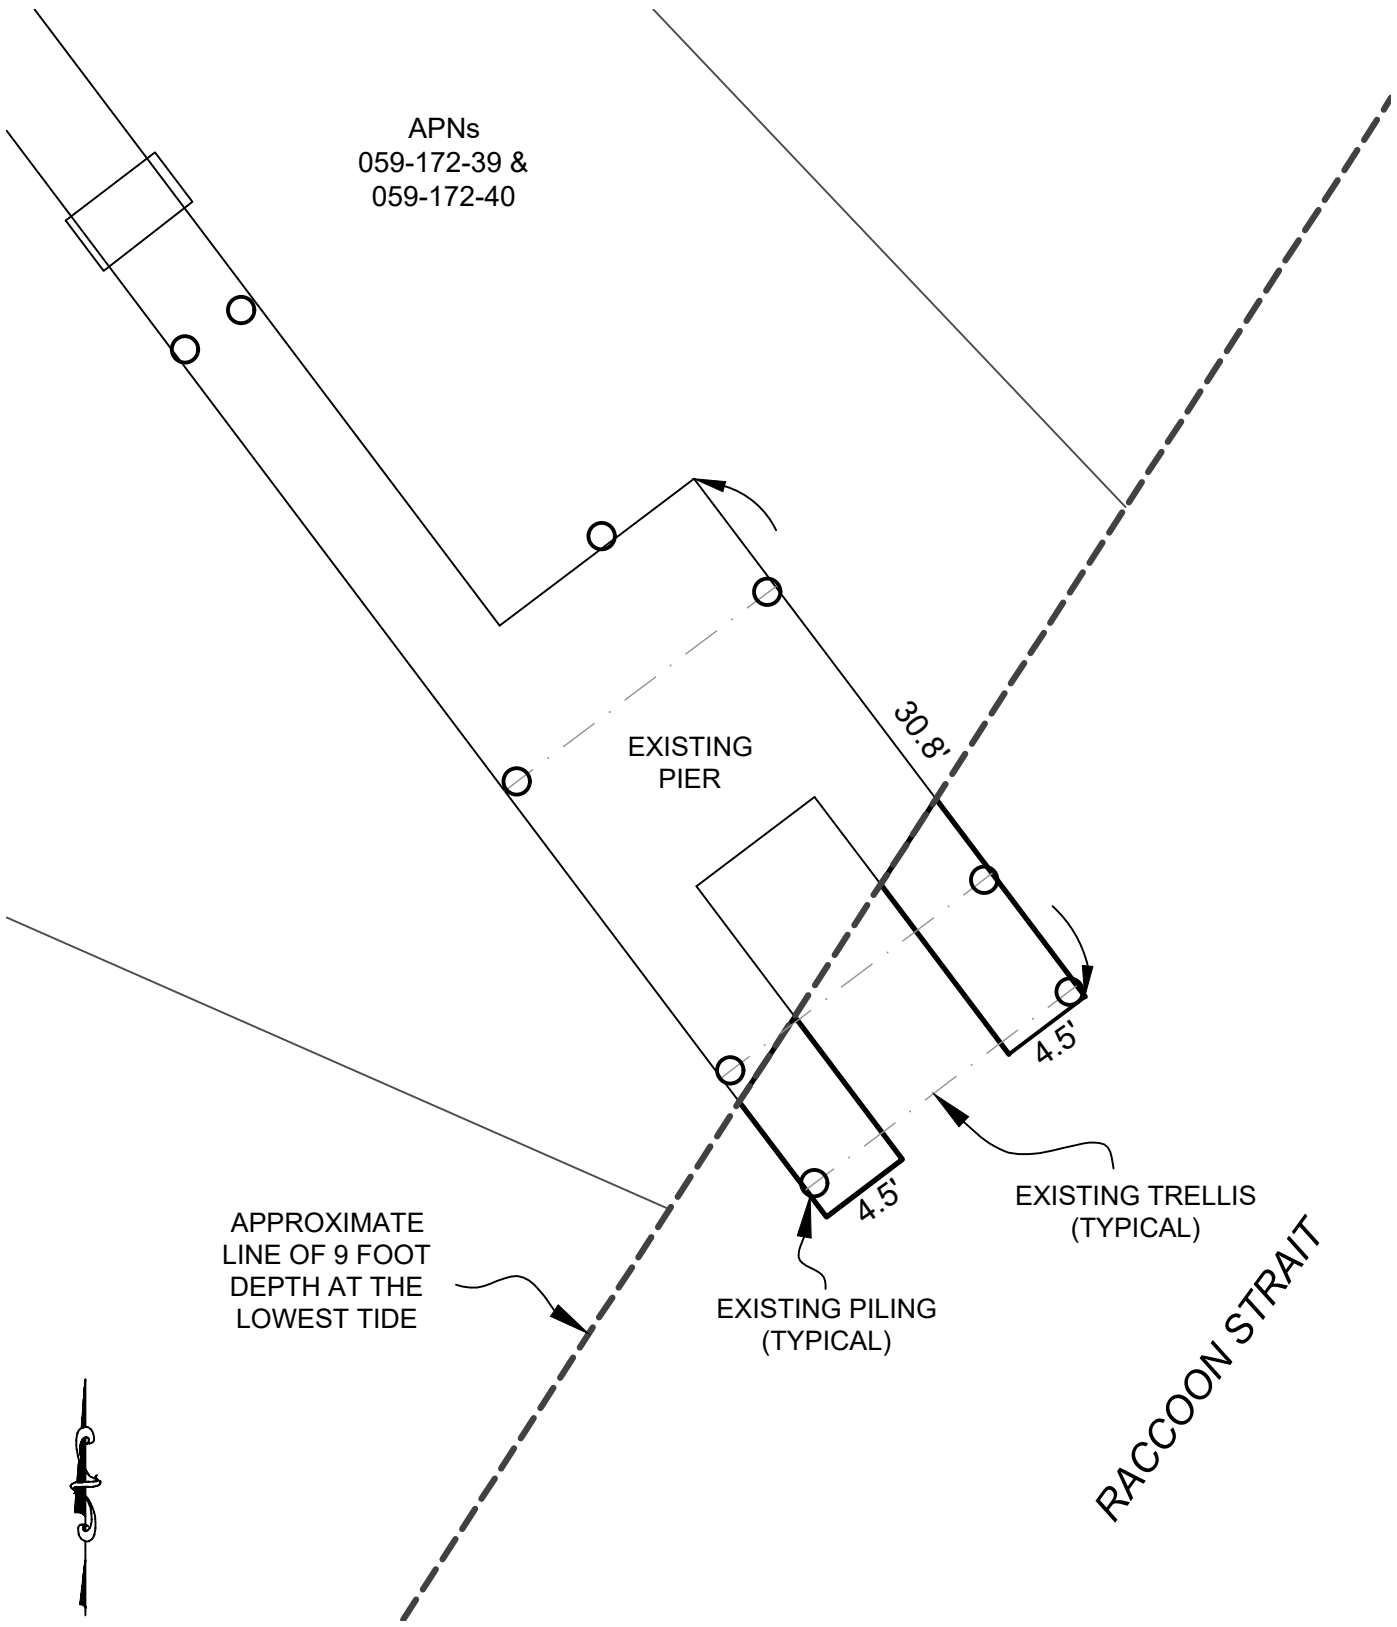 APNs
059-172-39 &
059-172-40
30.8'
EXISTING
PIER
4.5'
4.5'
EXISTING TRELLIS
(TYPICAL)
APPROXIMATE
LINE OF 9 FOOT
DEPTH AT THE
LOWEST TIDE
EXISTING PILING
(TYPICAL)
RACCOON STRAIT